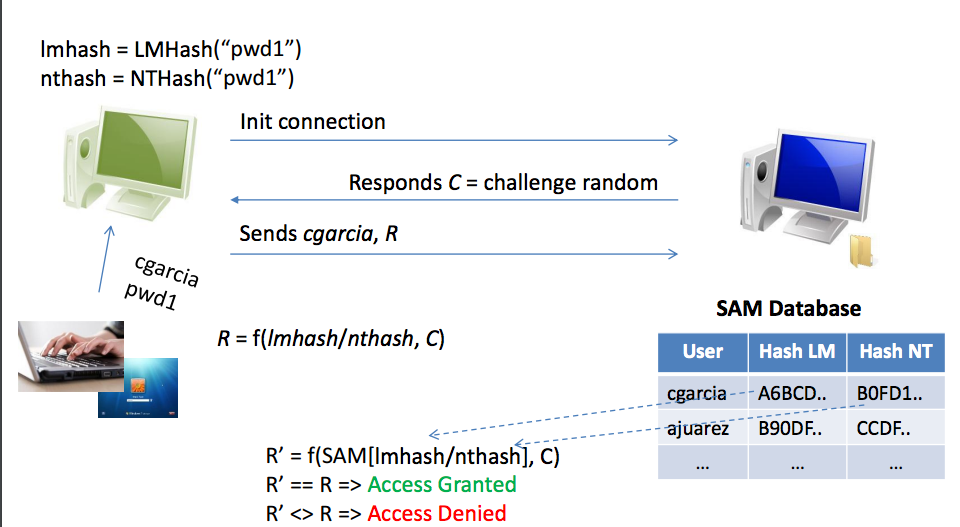 lmhash = LMHash(“pwd1”)
nthash = NTHash(“pwd1”)
Init connection
Responds C = challenge random
Sends cgarcia, R
cgarcia
pwd1
R = f(lmhash/nthash, C)
SAM Database
User Hash LM Hash NT
cgarcia A6BCD.. B0FD1..
ajuarez B90DF.. CCDF..
... ... ...
R’ = f(SAM[lmhash/nthash], C)
R’ == R => Access Granted
R’ <> R => Access Denied